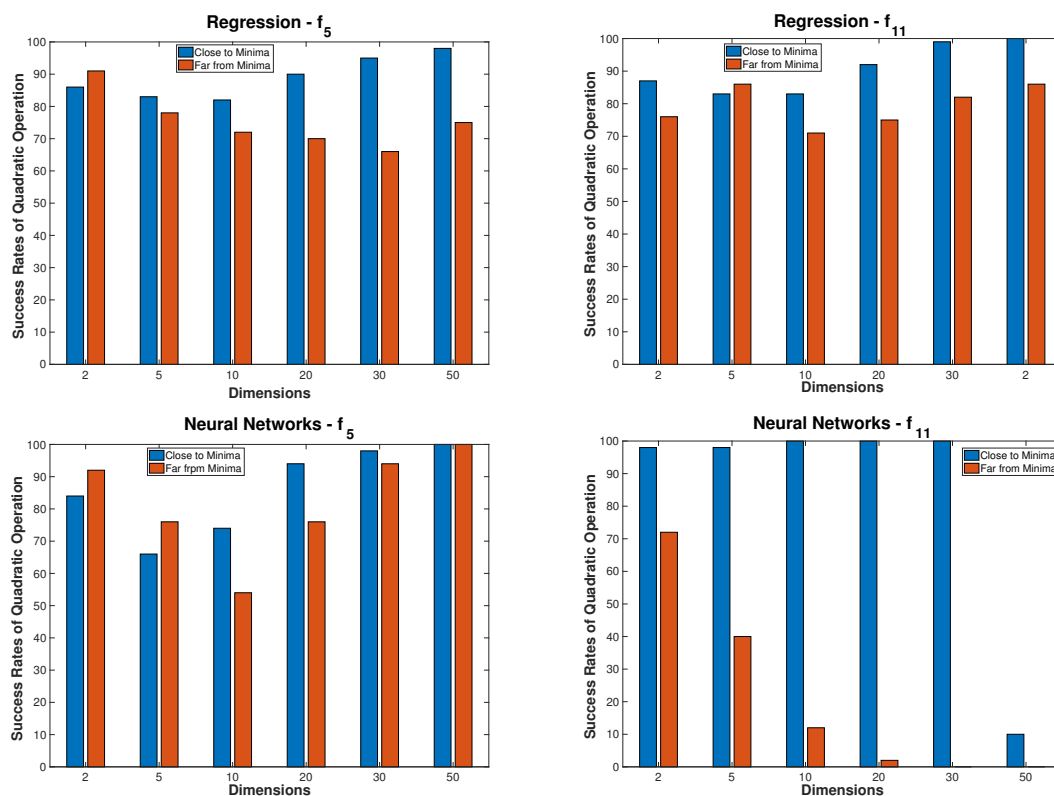 Regression - f5
Close to Minima
Far from Minima
Success Rates of Quadratic Operation
100
90
80
70
60
50
40
30
20
10
0
2 5 10 20 30 50
Dimensions
Regression - f11
Close to Minima
Far from Minima
Success Rates of Quadratic Operation
100
90
80
70
60
50
40
30
20
10
0
2 5 10 20 30 2
Dimensions
Neural Networks - f5
Close to Minima
Far frpm Minima
Success Rates of Quadratic Operation
100
90
80
70
60
50
40
30
20
10
0
2 5 10 20 30 50
Dimensions
Neural Networks - f11
Close to Minima
Far from Minima
Success Rates of Quadratic Operation
100
90
80
70
60
50
40
30
20
10
0
2 5 10 20 30 50
Dimensions